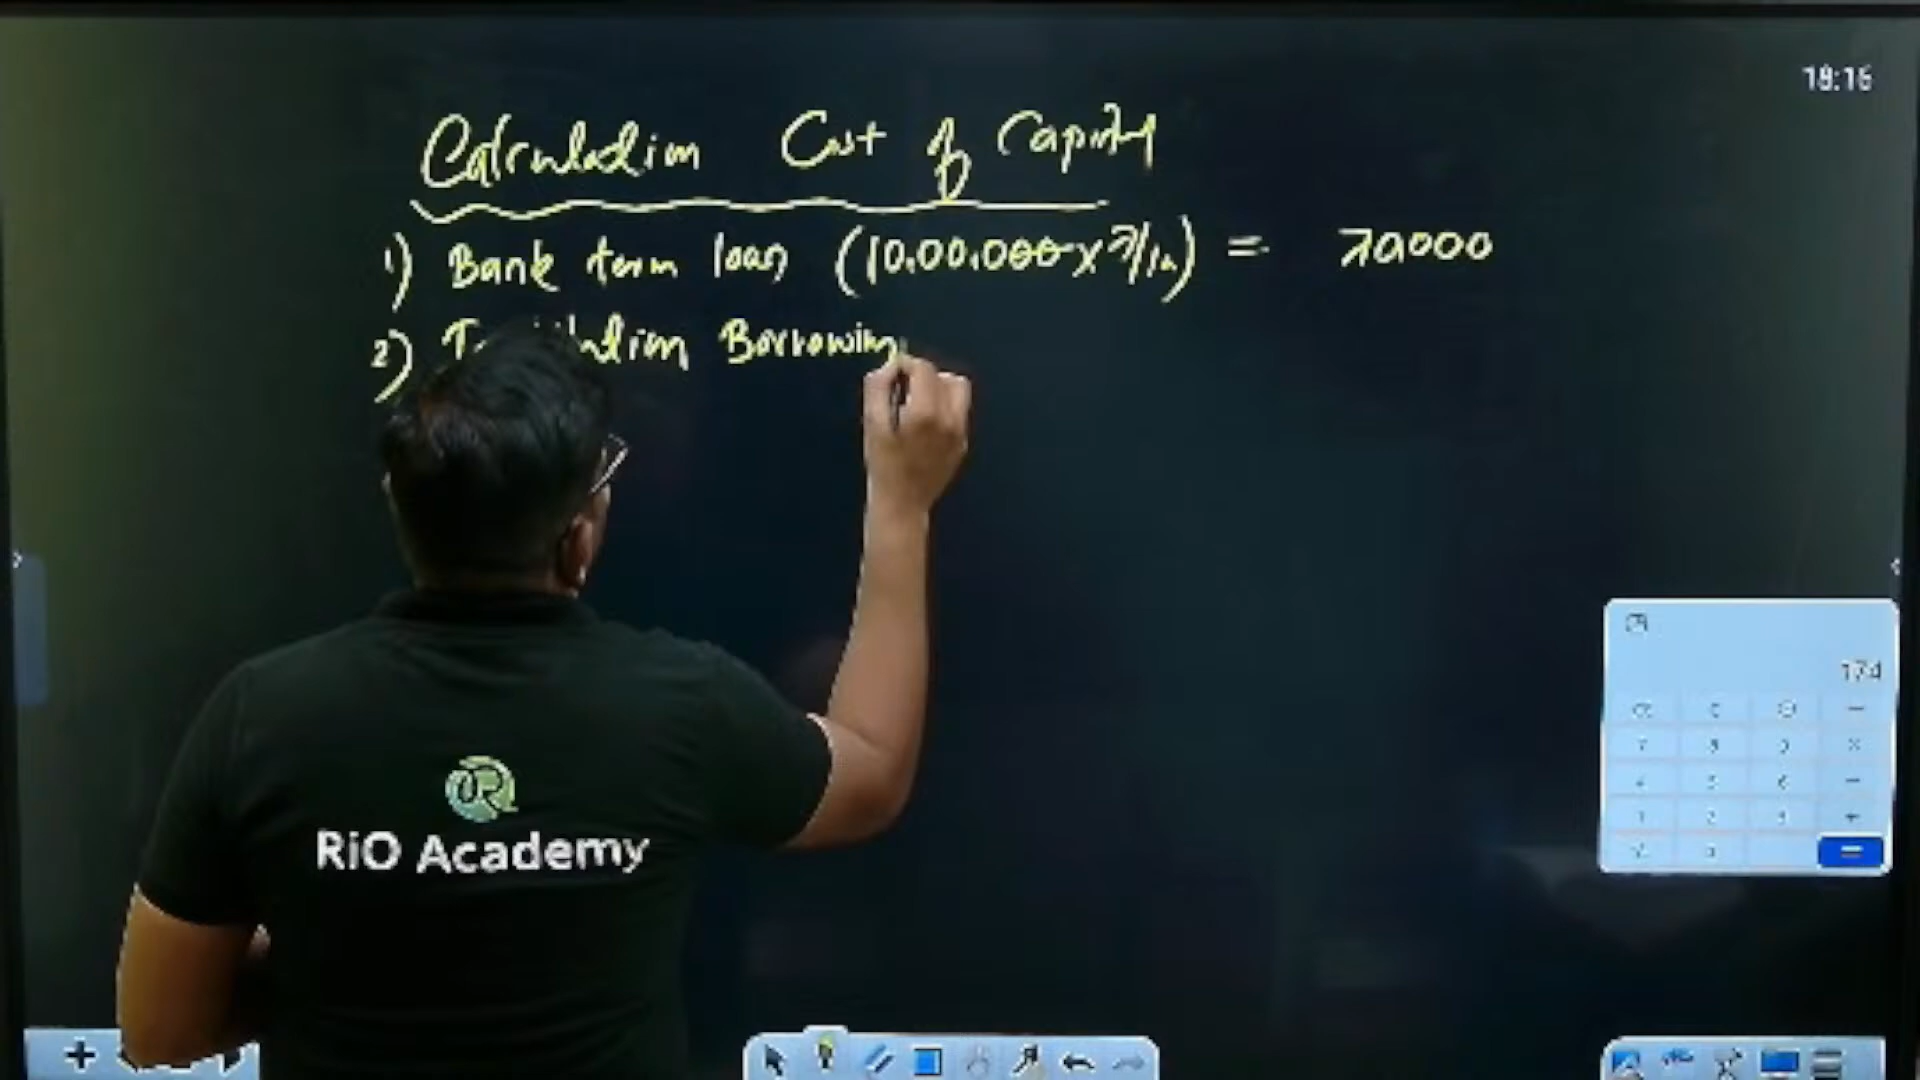 18:16
Calculation Cost of Capital
1) Bank term loan (10,00,000 x 7/100) = 70000
2) Borrowing
174
RiO Academy